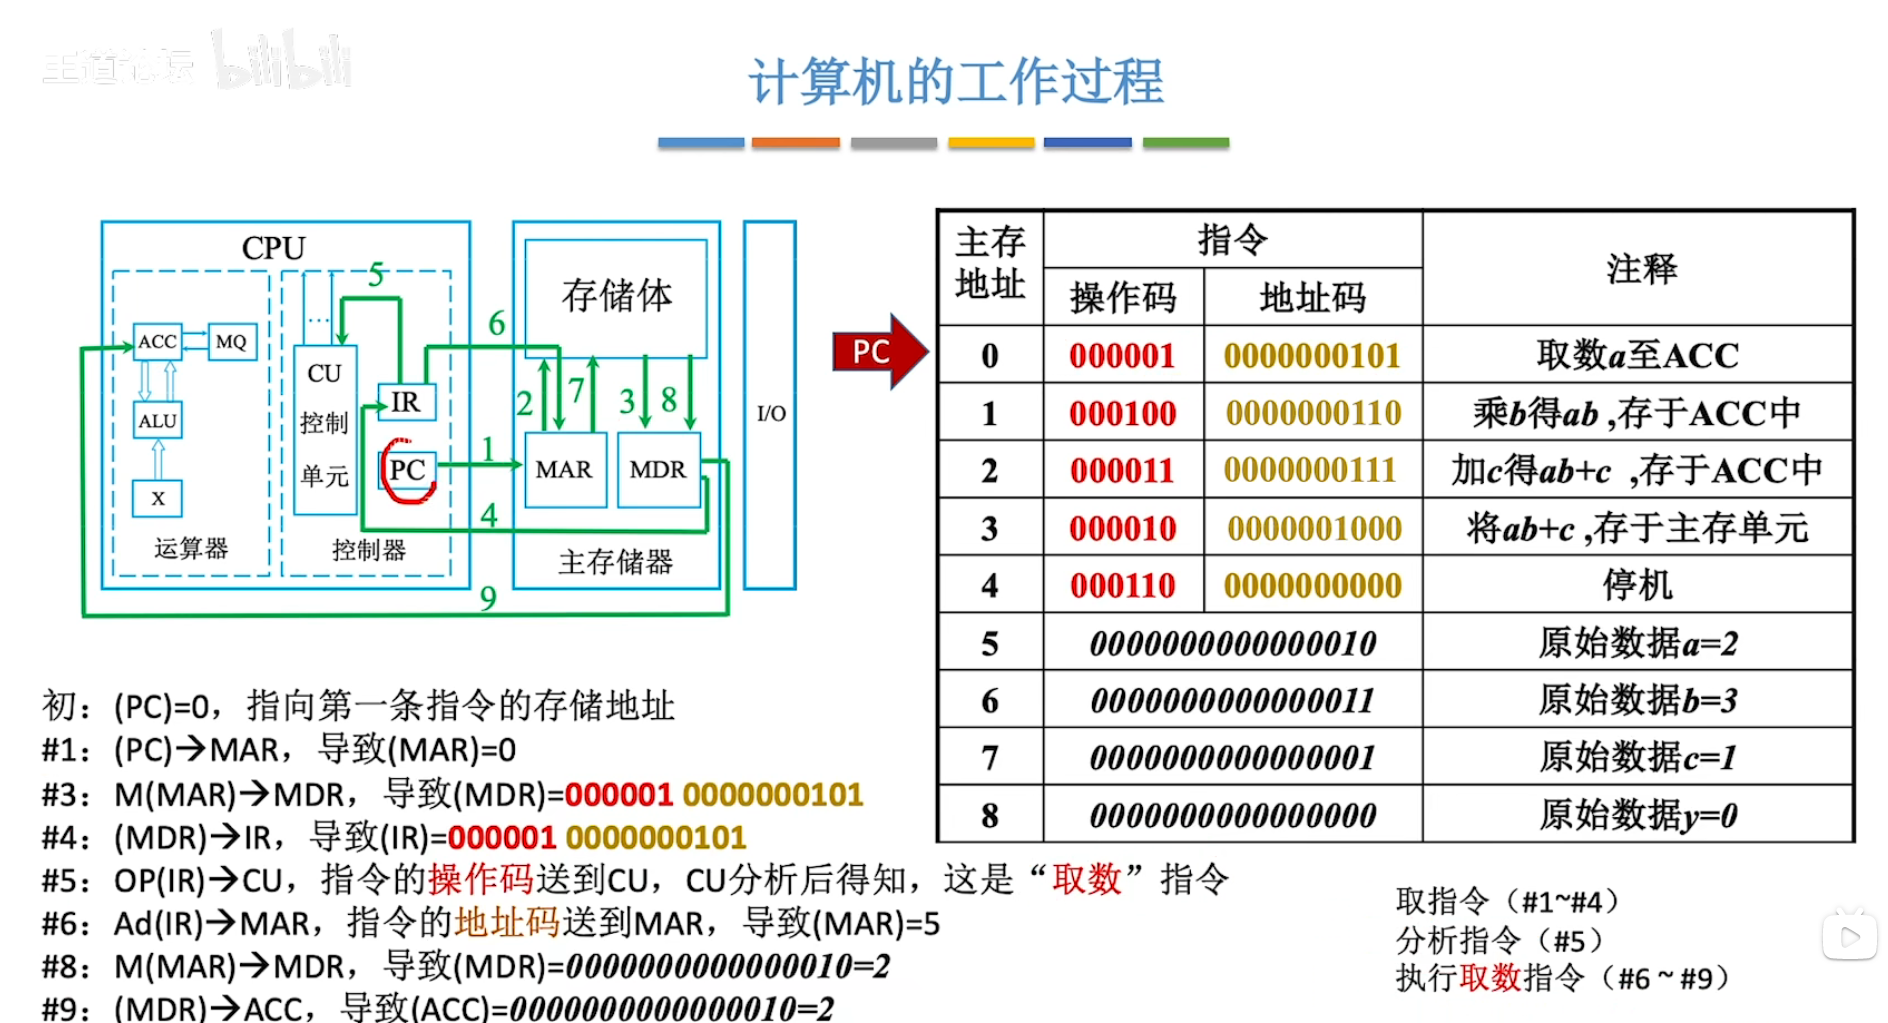 王道论坛 bilibili
计算机的工作过程
CPU
5
存储体
6
ACC
MQ
...
CU
控制
单元
IR
2
7
3
8
I/O
ALU
PC
1
MAR
MDR
X
4
运算器
控制器
主存储器
9
PC
主存地址 指令 注释
操作码 地址码
0 000001 0000000101 取数a至ACC
1 000100 0000000110 乘b得ab ,存于ACC中
2 000011 0000000111 加c得ab+c ,存于ACC中
3 000010 0000001000 将ab+c ,存于主存单元
4 000110 0000000000 停机
5 0000000000000010 原始数据a=2
6 0000000000000011 原始数据b=3
7 0000000000000001 原始数据c=1
8 0000000000000000 原始数据y=0
初：(PC)=0，指向第一条指令的存储地址
#1：(PC)→MAR，导致(MAR)=0
#3：M(MAR)→MDR，导致(MDR)=000001 0000000101
#4：(MDR)→IR，导致(IR)=000001 0000000101
#5：OP(IR)→CU，指令的操作码送到CU，CU分析后得知，这是“取数”指令
#6：Ad(IR)→MAR，指令的地址码送到MAR，导致(MAR)=5
#8：M(MAR)→MDR，导致(MDR)=0000000000000010=2
#9：(MDR)→ACC，导致(ACC)=0000000000000010=2
取指令（#1~#4）
分析指令（#5）
执行取数指令（#6 ~ #9）